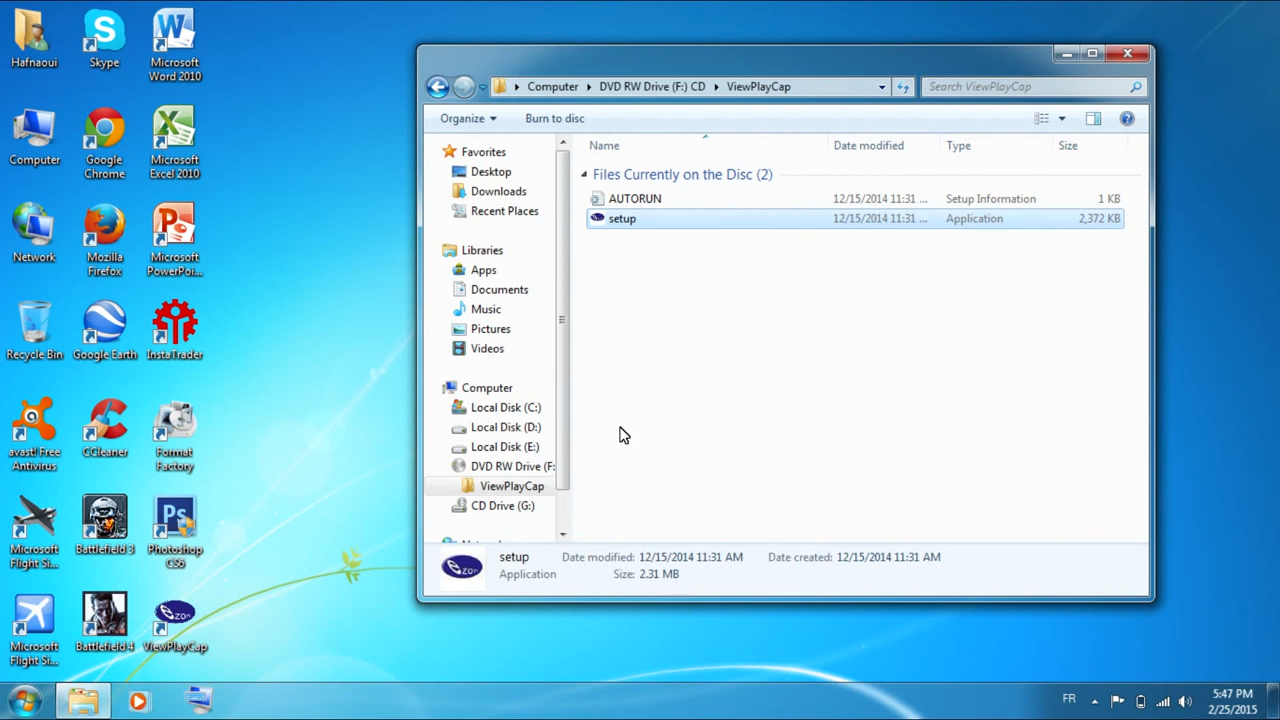 Hafnaoui
Skype
Microsoft
Word 2010
Computer
Google
Chrome
Microsoft
Excel 2010
Network
Mozilla
Firefox
Microsoft
PowerPoi...
Recycle Bin
Google Earth
InstaTrader
avast! Free
Antivirus
CCleaner
Format
Factory
Microsoft
Flight Si...
Battlefield 3
Ps
Photoshop
CS6
Microsoft
Flight Si...
Battlefield 4
ezon
ViewPlayCap
Computer
DVD RW Drive (F:) CD
ViewPlayCap
Search ViewPlayCap
Organize
Burn to disc
Favorites
Desktop
Downloads
Recent Places
Libraries
Apps
Documents
Music
Pictures
Videos
Computer
Local Disk (C:)
Local Disk (D:)
Local Disk (E:)
DVD RW Drive (F:
ViewPlayCap
CD Drive (G:)
Name Date modified Type Size
Files Currently on the Disc (2)
AUTORUN 12/15/2014 11:31 ... Setup Information 1 KB
setup 12/15/2014 11:31 ... Application 2,372 KB
ezon
setup Date modified: 12/15/2014 11:31 AM Date created: 12/15/2014 11:31 AM
Application Size: 2.31 MB
FR
5:47 PM
2/25/2015